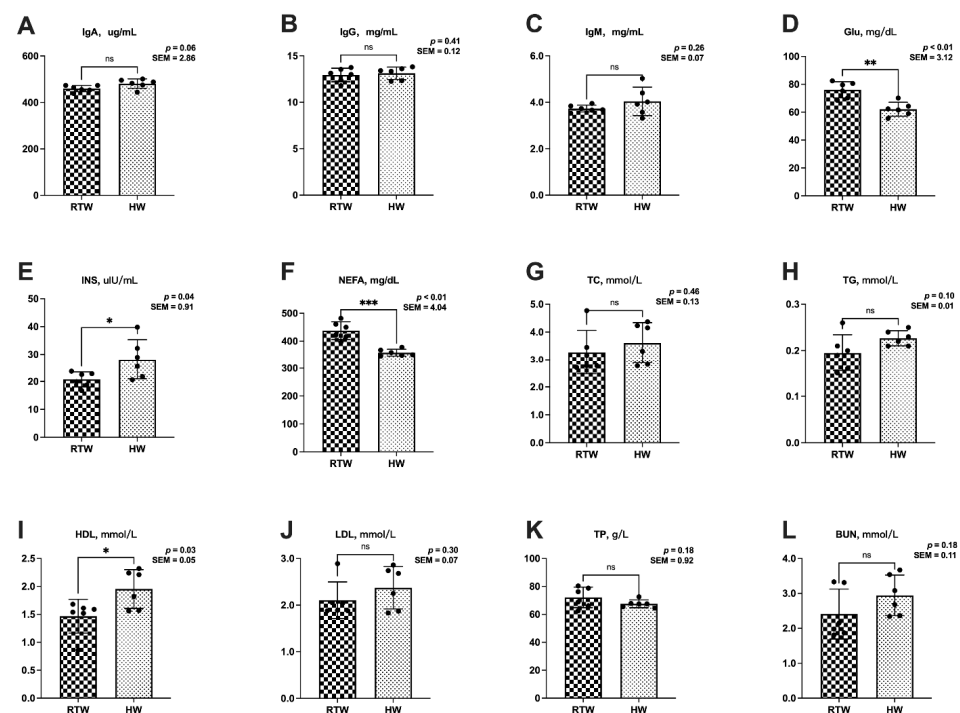 A
IgA, ug/mL
p = 0.06
SEM = 2.86
ns
600
400
200
0
RTW HW
B
IgG, mg/mL
p = 0.41
SEM = 0.12
ns
15
10
5
0
RTW HW
C
IgM, mg/mL
p = 0.26
SEM = 0.07
ns
6.0
4.0
2.0
0.0
RTW HW
D
Glu, mg/dL
p < 0.01
SEM = 3.12
**
100
80
60
40
20
0
RTW HW
E
INS, uIU/mL
p = 0.04
SEM = 0.91
*
50
40
30
20
10
0
RTW HW
F
NEFA, mg/dL
p < 0.01
SEM = 4.04
***
500
400
300
200
100
0
RTW HW
G
TC, mmol/L
p = 0.46
SEM = 0.13
ns
5.0
4.0
3.0
2.0
1.0
0.0
RTW HW
H
TG, mmol/L
p = 0.10
SEM = 0.01
ns
0.3
0.2
0.1
0.0
RTW HW
I
HDL, mmol/L
p = 0.03
SEM = 0.05
*
2.5
2.0
1.5
1.0
0.5
0.0
RTW HW
J
LDL, mmol/L
p = 0.30
SEM = 0.07
ns
3.0
2.0
1.0
0.0
RTW HW
K
TP, g/L
p = 0.18
SEM = 0.92
ns
100
80
60
40
20
0
RTW HW
L
BUN, mmol/L
p = 0.18
SEM = 0.11
ns
4.0
3.0
2.0
1.0
0.0
RTW HW